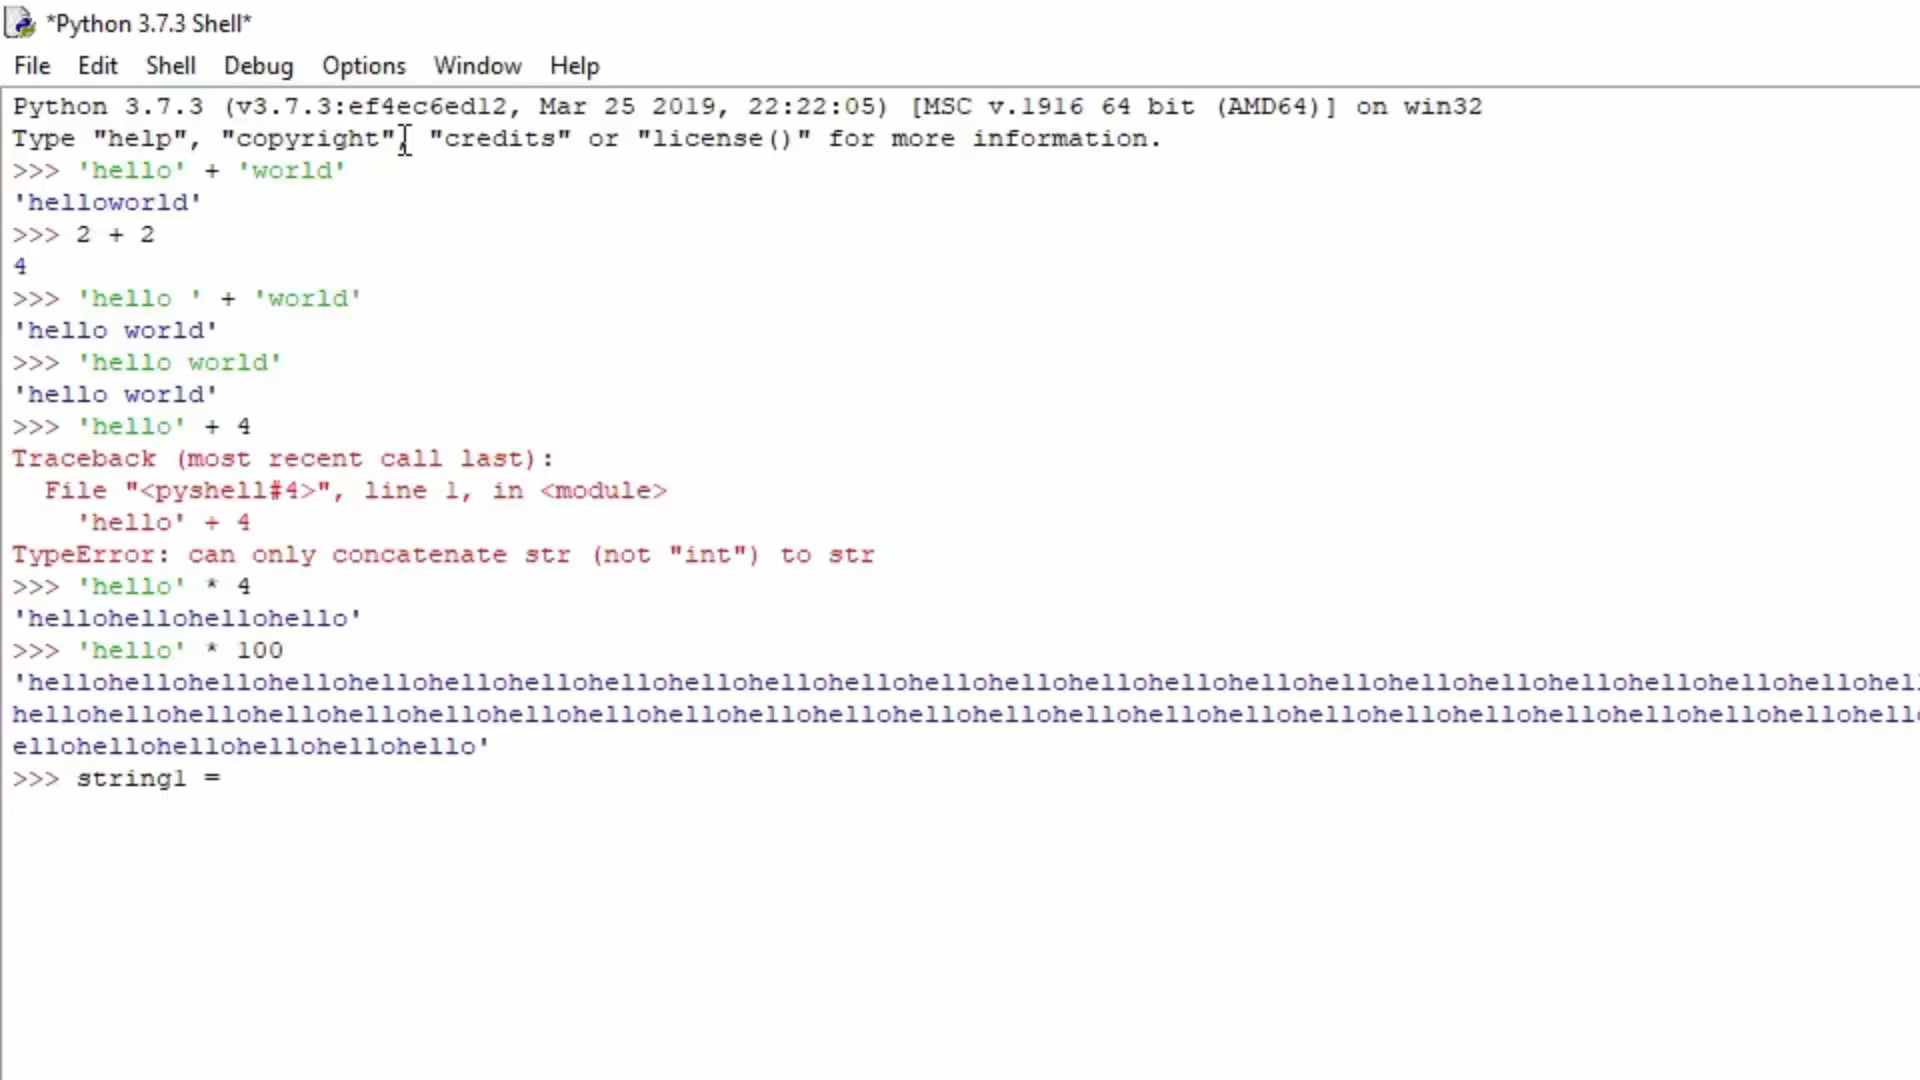 *Python 3.7.3 Shell*
File Edit Shell Debug Options Window Help
Python 3.7.3 (v3.7.3:ef4ec6ed12, Mar 25 2019, 22:22:05) [MSC v.1916 64 bit (AMD64)] on win32
Type "help", "copyright", "credits" or "license()" for more information.
>>> 'hello' + 'world'
'helloworld'
>>> 2 + 2
4
>>> 'hello ' + 'world'
'hello world'
>>> 'hello world'
'hello world'
>>> 'hello' + 4
Traceback (most recent call last):
  File "<pyshell#4>", line 1, in <module>
    'hello' + 4
TypeError: can only concatenate str (not "int") to str
>>> 'hello' * 4
'hellohellohellohello'
>>> 'hello' * 100
'hellohellohellohellohellohellohellohellohellohellohellohellohellohellohellohellohellohellohellohellohellohellohellohel
hellohellohellohellohellohellohellohellohellohellohellohellohellohellohellohellohellohellohellohellohellohellohellohell
ellohellohellohellohellohello'
>>> string1 =